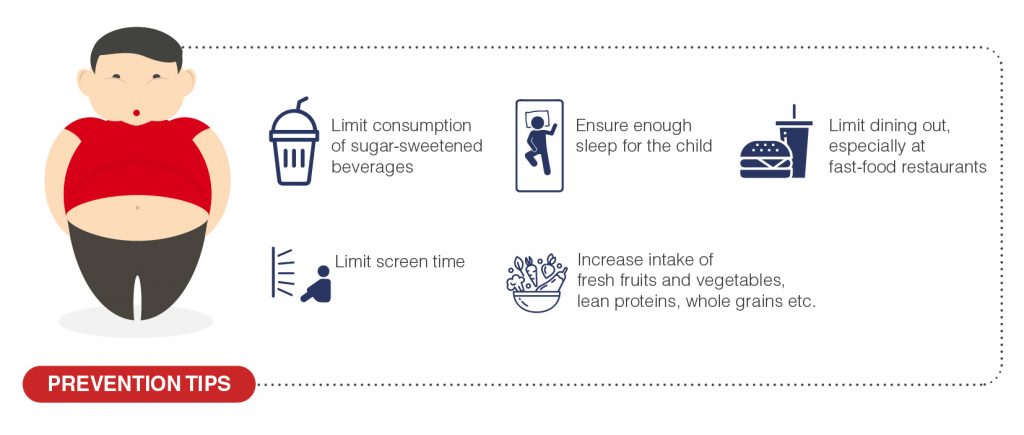 Limit consumption
of sugar-sweetened
beverages
Ensure enough
sleep for the child
Limit dining out,
especially at
fast-food restaurants
Limit screen time
Increase intake of
fresh fruits and vegetables,
lean proteins, whole grains etc.
PREVENTION TIPS